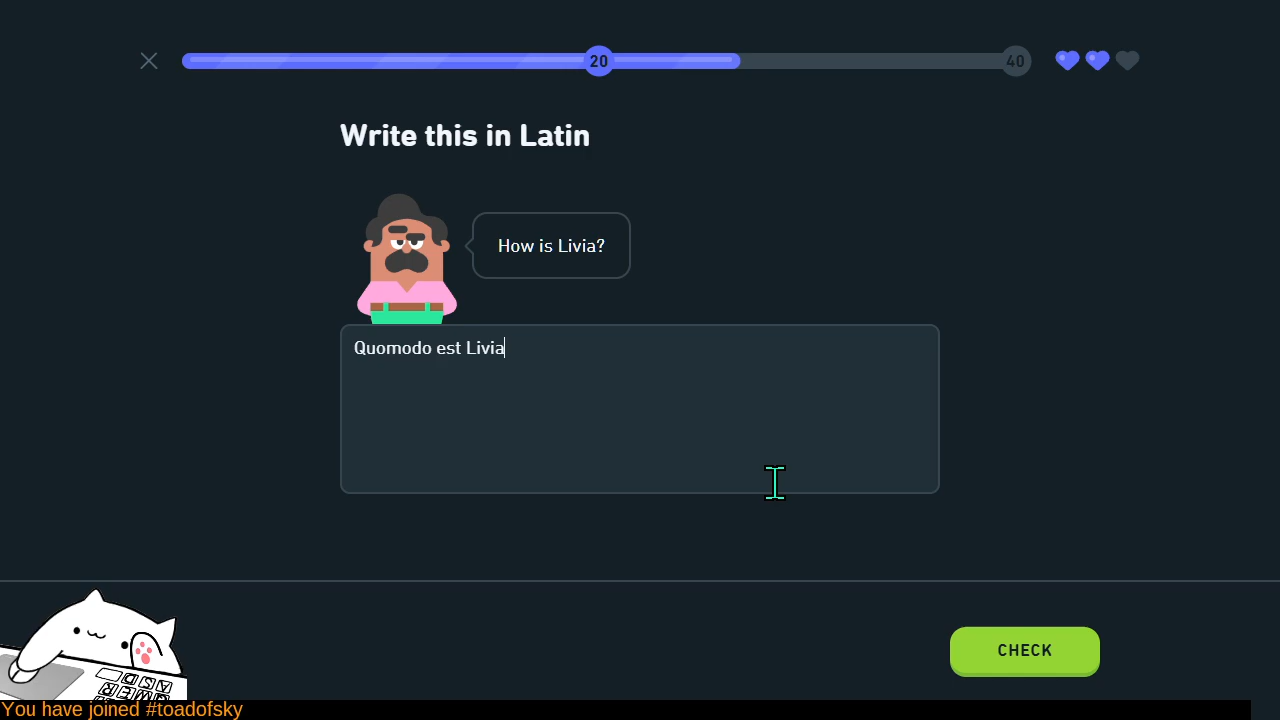 20
40
Write this in Latin
How is Livia?
Quomodo est Livia
CHECK
You have joined #toadofsky